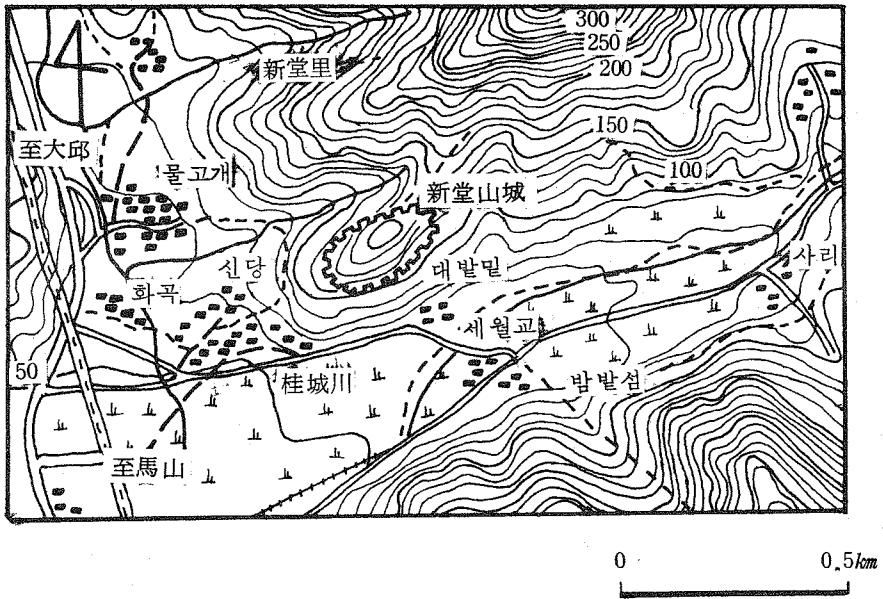 300
250
200
新堂里
150
至大邱
물고개
100
新堂山城
신당
대발밑
사리
화곡
세월교
50
桂城川
밤밭섬
至馬山
0 0.5km